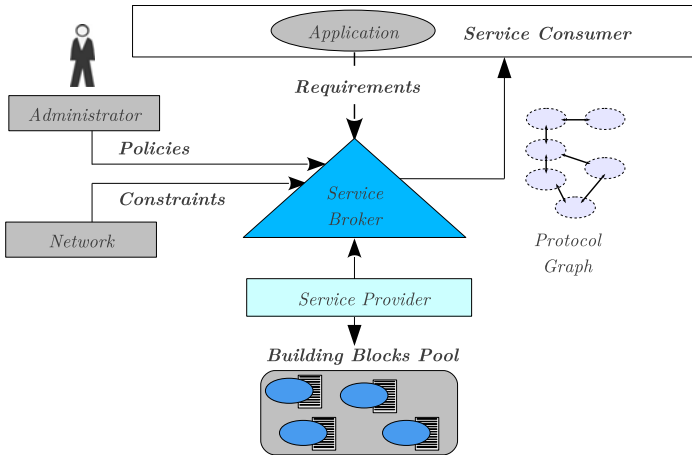 Application
Service Consumer
Requirements
Administrator
Policies
Constraints
Service
Broker
Network
Protocol
Graph
Service Provider
Building Blocks Pool